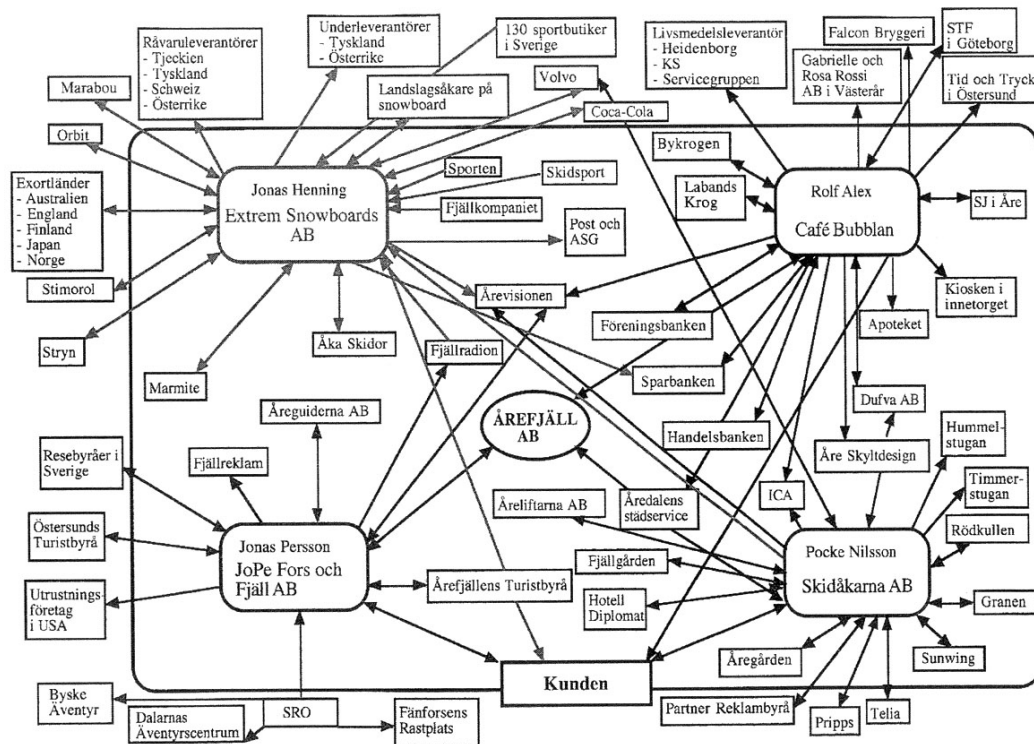 Råvaruleverantörer
- Tjeckien
- Tyskland
- Schweiz
- Österrike
Underleverantörer
- Tyskland
- Österrike
130 sportbutiker
i Sverige
Livsmedelsleverantör
- Heidenborg
- KS
- Servicegruppen
Falcon Bryggeri
STF
i Göteborg
Marabou
Landslagsåkare på
snowboard
Volvo
Coca-Cola
Gabrielle och
Rosa Rossi
AB i Västerår
Tid och Tryck
i Östersund
Orbit
Exortländer
- Australien
- England
- Finland
- Japan
- Norge
Jonas Henning
Extrem Snowboards
AB
Sporten
Skidsport
Fjällkompaniet
Post och
ASG
Bykrogen
Labands
Krog
Rolf Alex
Café Bubblan
SJ i Åre
Stimorol
Stryn
Marmite
Åka Skidor
Årevisionen
Fjällradion
Föreningsbanken
Sparbanken
Apoteket
Kiosken i
innetorget
Åreguiderna AB
ÅREFJÄLL
AB
Handelsbanken
Dufva AB
Åre Skyltdesign
Hummel-
stugan
Timmer-
stugan
Resebyråer i
Sverige
Fjällreklam
Åreliftarna AB
Åredalens
städservice
ICA
Rödkullen
Östersunds
Turistbyrå
Jonas Persson
JoPe Fors och
Fjäll AB
Årefjällens Turistbyrå
Fjällgården
Hotell
Diplomat
Pocke Nilsson
Skidåkarna AB
Granen
Utrustnings-
företag
i USA
Åregården
Sunwing
Kunden
Byske
Äventyr
SRO
Dalarnas
Äventyrscentrum
Fänforsens
Rastplats
Partner Reklambyrå
Pripps
Telia